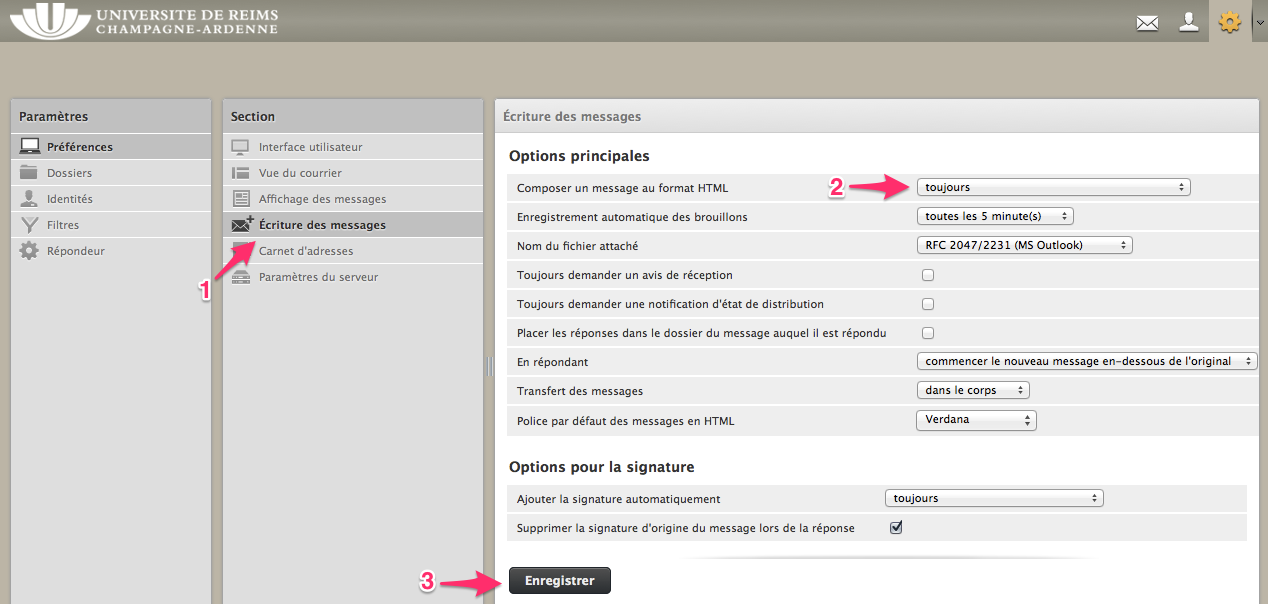 UNIVERSITE DE REIMS
CHAMPAGNE-ARDENNE
Paramètres
Préférences
Dossiers
Identités
Filtres
Répondeur
Section
Interface utilisateur
Vue du courrier
Affichage des messages
Écriture des messages
Carnet d'adresses
Paramètres du serveur
1
Écriture des messages
Options principales
Composer un message au format HTML
2
toujours
Enregistrement automatique des brouillons
toutes les 5 minute(s)
Nom du fichier attaché
RFC 2047/2231 (MS Outlook)
Toujours demander un avis de réception
Toujours demander une notification d'état de distribution
Placer les réponses dans le dossier du message auquel il est répondu
En répondant
commencer le nouveau message en-dessous de l'original
Transfert des messages
dans le corps
Police par défaut des messages en HTML
Verdana
Options pour la signature
Ajouter la signature automatiquement
toujours
Supprimer la signature d'origine du message lors de la réponse
3
Enregistrer